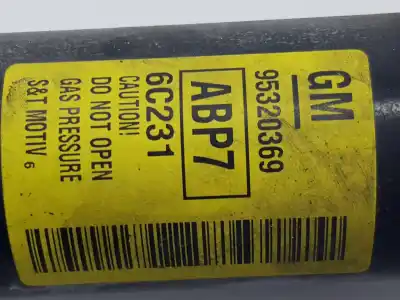 GM
95320369
ABP7
6C231
CAUTION!
DO NOT OPEN
GAS PRESSURE
S&T MOTIV 6